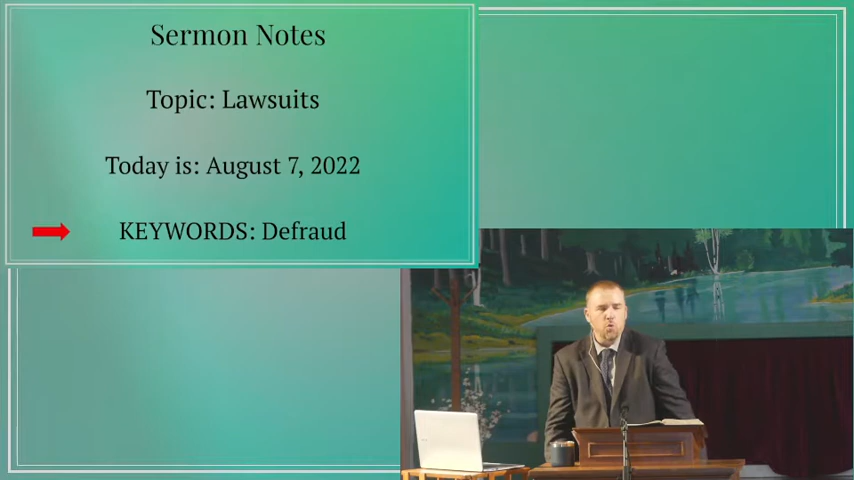 Sermon Notes
Topic: Lawsuits
Today is: August 7, 2022
KEYWORDS: Defraud